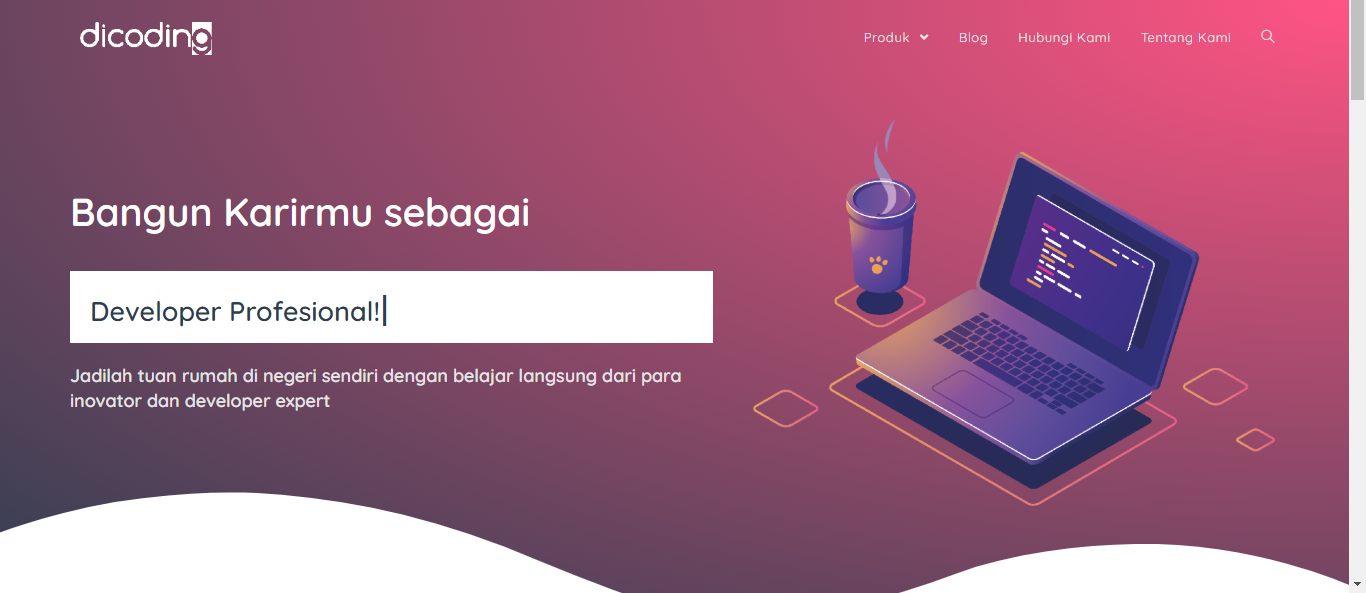 dicoding
Produk
Blog
Hubungi Kami
Tentang Kami
Bangun Karirmu sebagai
Developer Profesional!
Jadilah tuan rumah di negeri sendiri dengan belajar langsung dari para
inovator dan developer expert